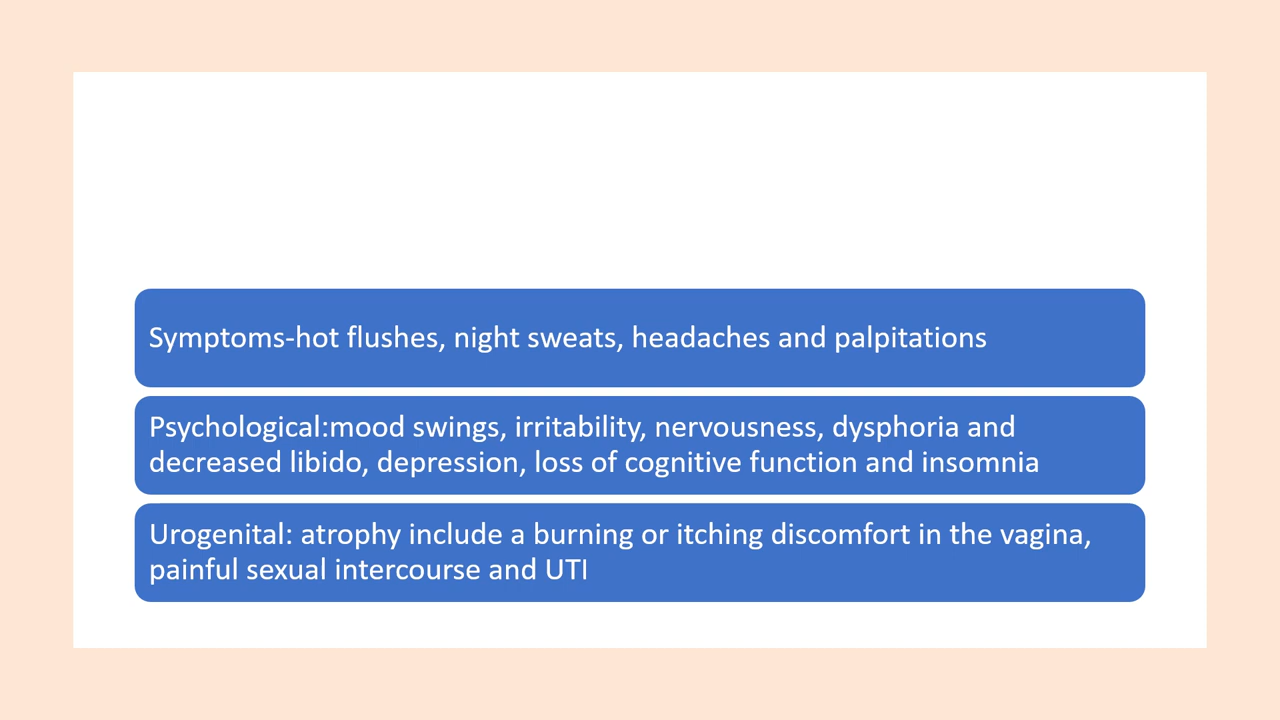 Symptoms-hot flushes, night sweats, headaches and palpitations
Psychological:mood swings, irritability, nervousness, dysphoria and
decreased libido, depression, loss of cognitive function and insomnia
Urogenital: atrophy include a burning or itching discomfort in the vagina,
painful sexual intercourse and UTI